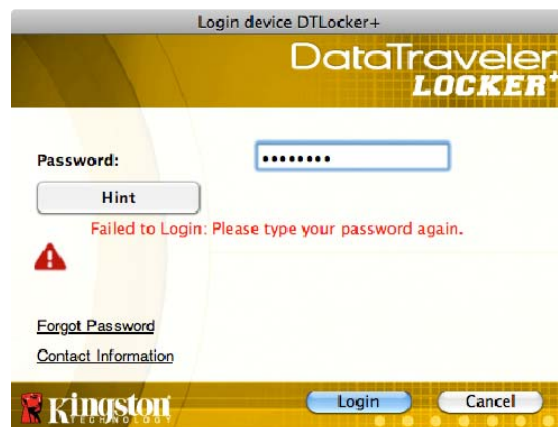 Login device DTLocker+
DataTraveler
LOCKER+
Password: ••••••••
Hint
Failed to Login: Please type your password again.
Forgot Password
Contact Information
Kingston
TECHNOLOGY
Login Cancel